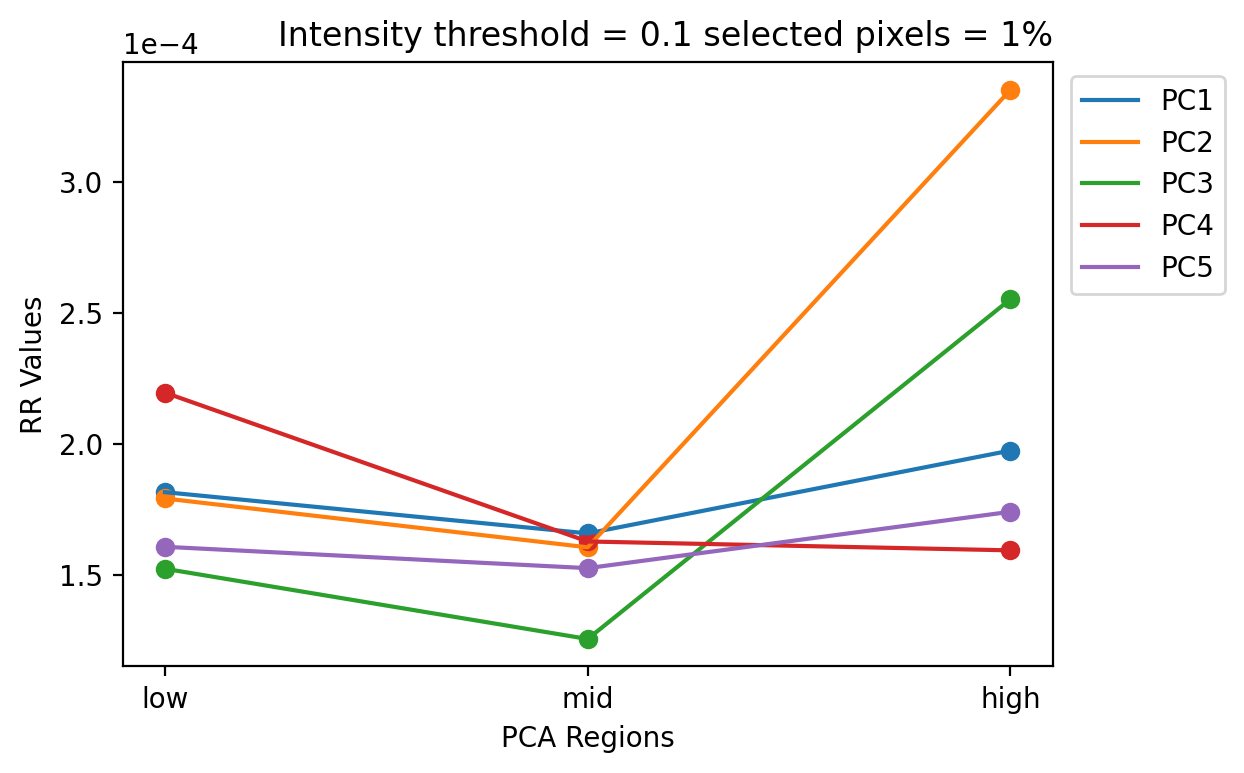 1e−4
Intensity threshold = 0.1 selected pixels = 1%
RR Values
3.0
2.5
2.0
1.5
low
mid
high
PCA Regions
PC1
PC2
PC3
PC4
PC5